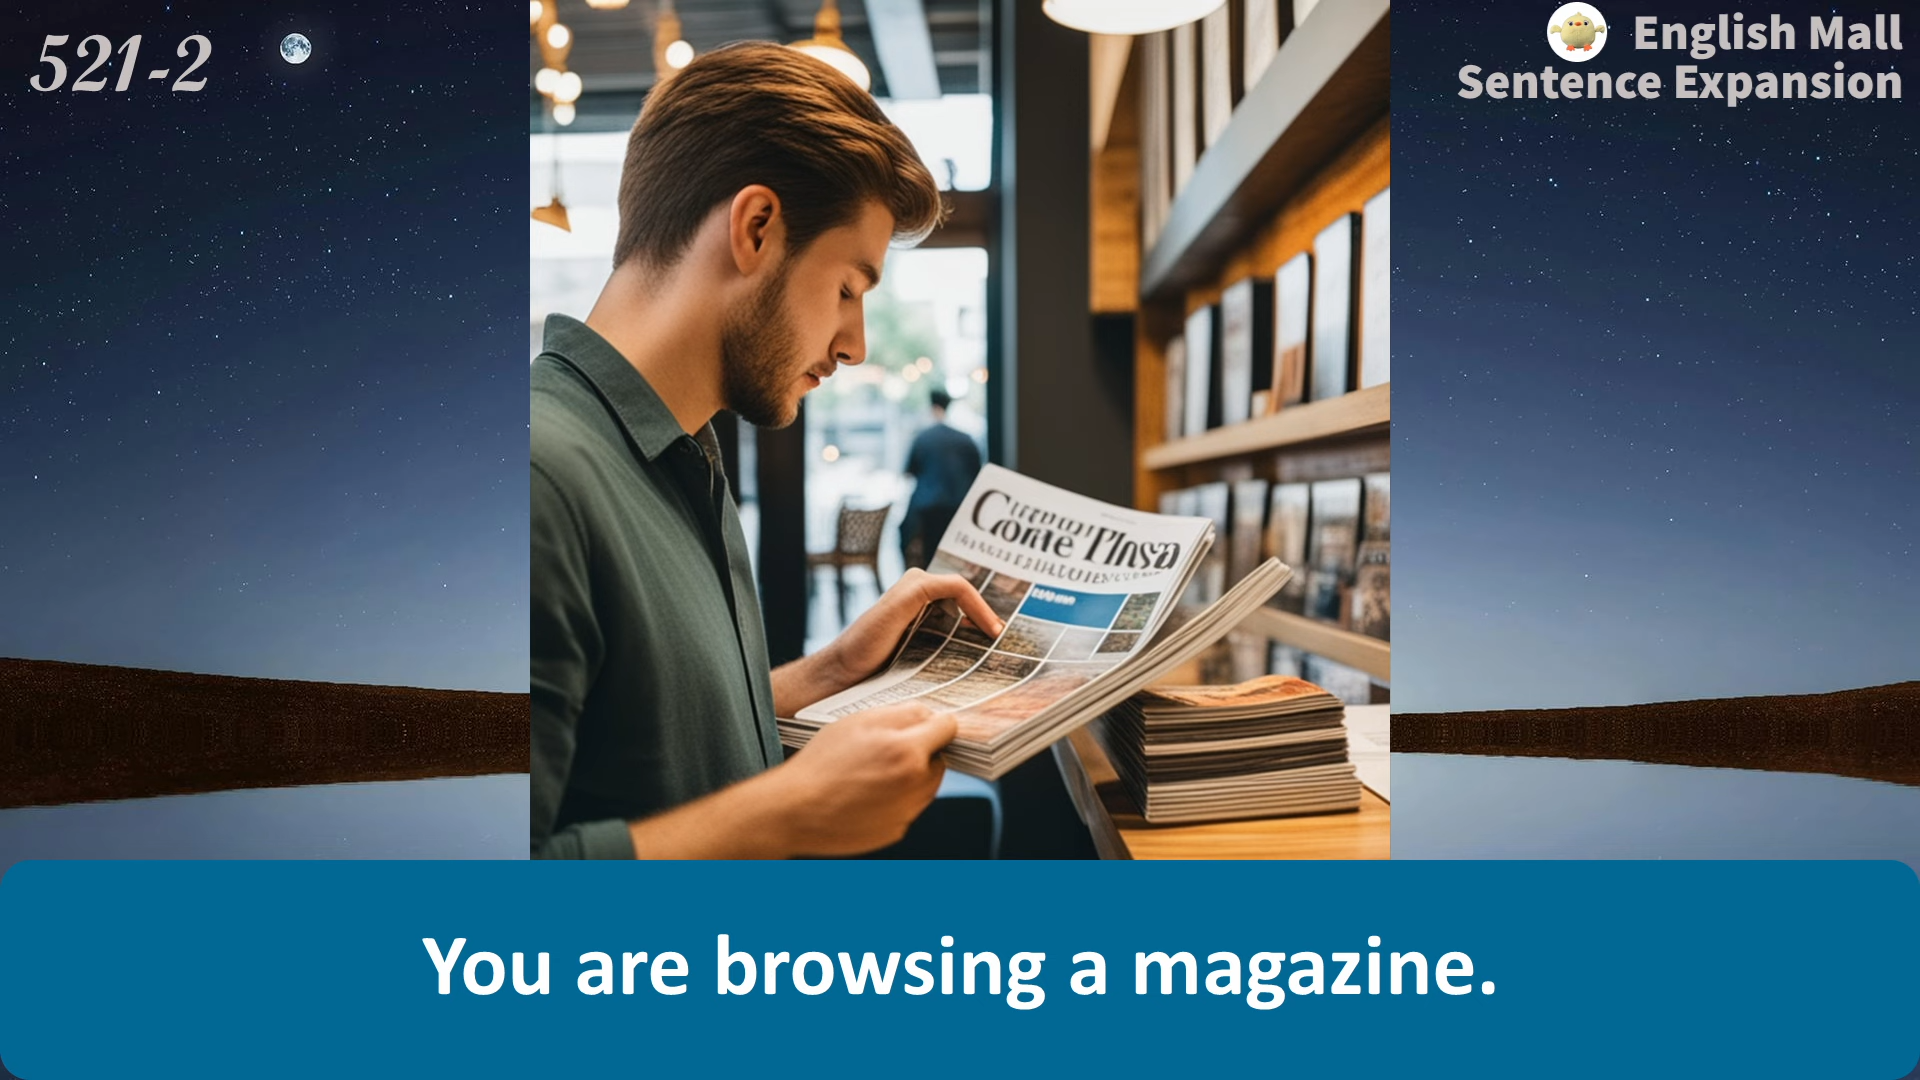 521-2
English Mall
Sentence Expansion
You are browsing a magazine.